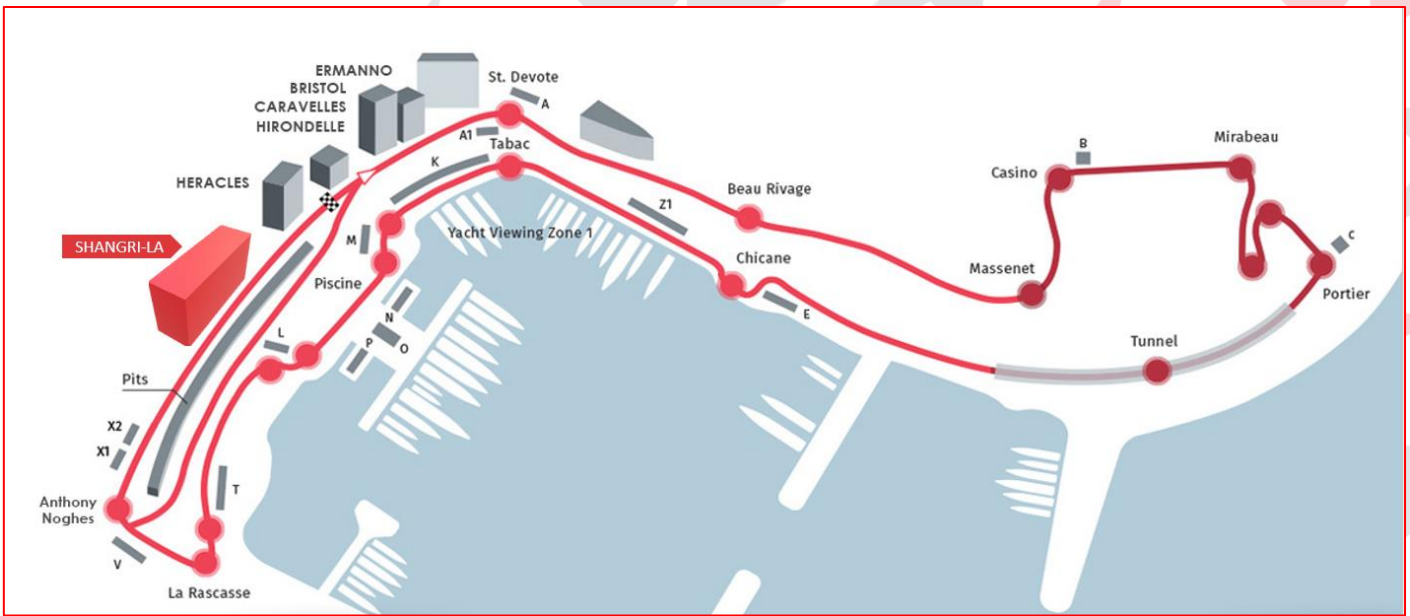 ERMANNO
BRISTOL
CARAVELLES
HIRONDELLE
St. Devote
A
A1
Tabac
K
HERACLES
SHANGRI-LA
M
Piscine
Yacht Viewing Zone 1
Z1
Beau Rivage
Chicane
E
Casino
B
Mirabeau
Massenet
C
Portier
Tunnel
N
O
P
L
Pits
X2
X1
T
Anthony
Noghes
V
La Rascasse